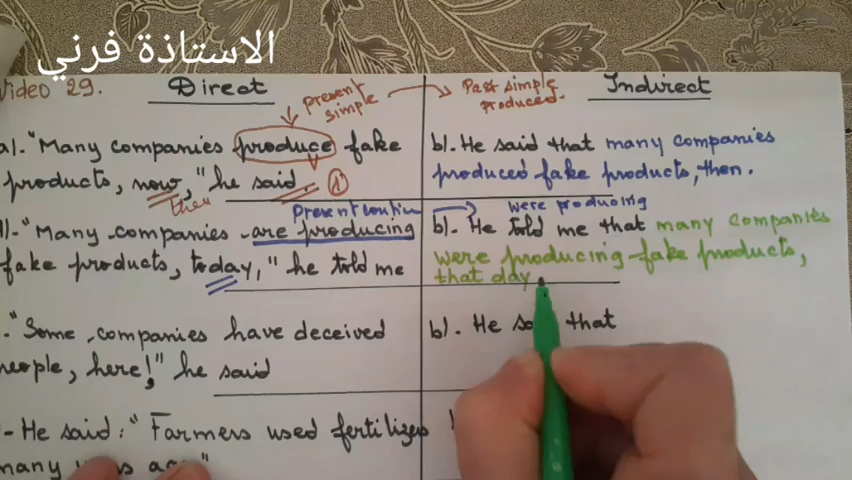 الاستاذة فرني
Video 29. Direct
present simple
Past simple produced.
Indirect
a). "Many companies produce fake
products, now," he said. 1
then
b). He said that many companies
produced fake products, then.
Present continu
"Many companies are producing
fake products, today," he told me
were producing
b). He told me that many companies
were producing fake products,
that day
"Some companies have deceived
people, here!," he said
b). He that
- He said: "Farmers used fertilizers
many